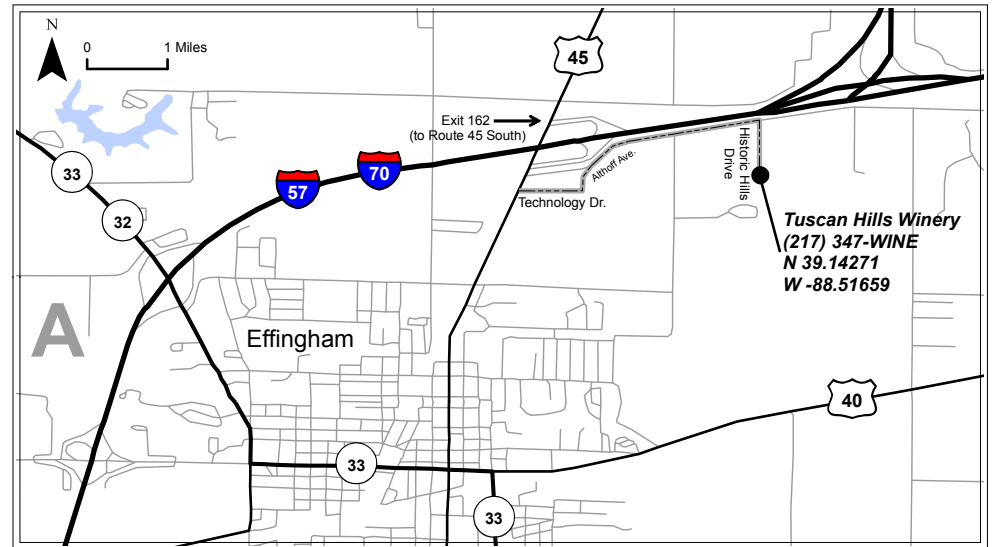 N
0 1 Miles
45
Exit 162
(to Route 45 South)
Althoff Ave.
Historic Hills
Drive
33
70
57
Technology Dr.
32
Tuscan Hills Winery
(217) 347-WINE
N 39.14271
W -88.51659
A
Effingham
40
33
33